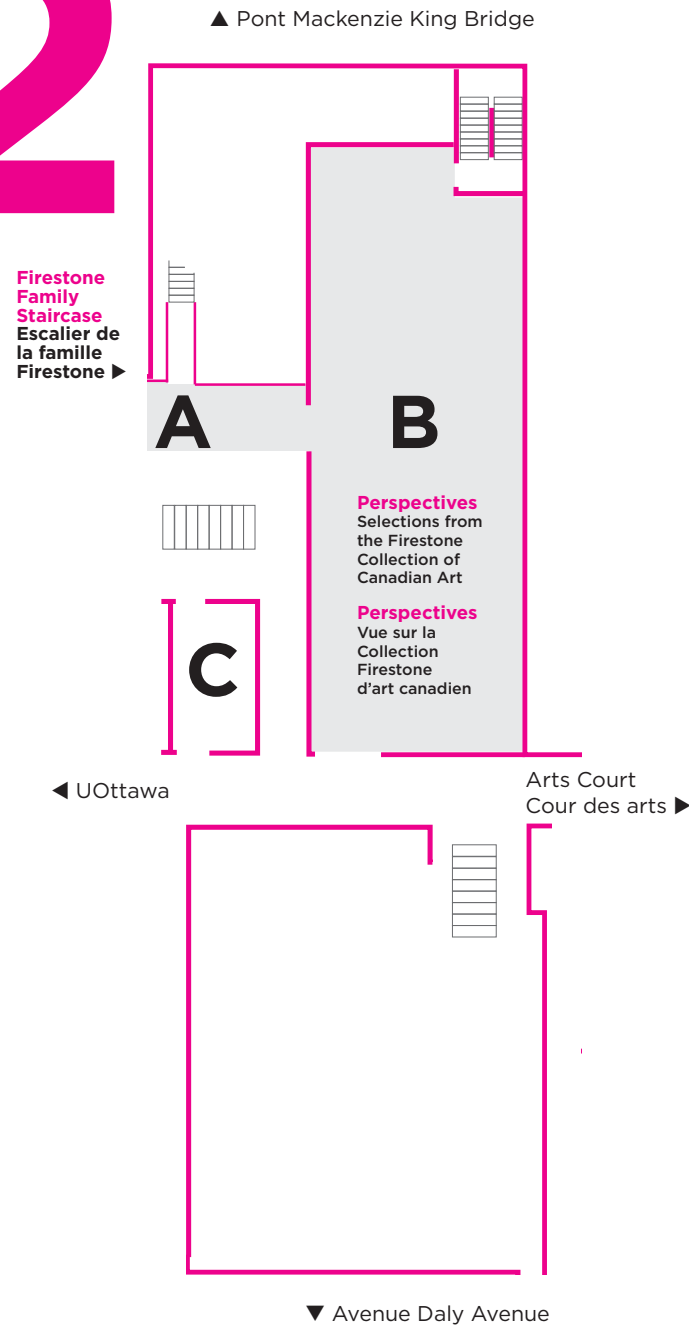 2
▲ Pont Mackenzie King Bridge
Firestone
Family
Staircase
Escalier de
la famille
Firestone ▶
A
B
Perspectives
Selections from
the Firestone
Collection of
Canadian Art
Perspectives
Vue sur la
Collection
Firestone
d'art canadien
C
◀ UOttawa
Arts Court
Cour des arts ▶
▼ Avenue Daly Avenue